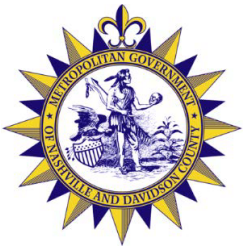 METROPOLITAN GOVERNMENT
OF NASHVILLE AND DAVIDSON COUNTY